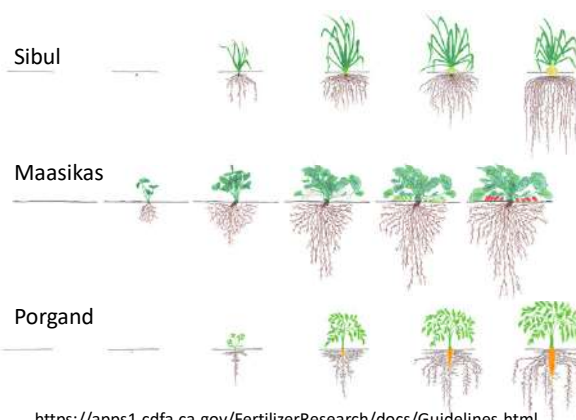 Sibul
Maasikas
Porgand
https://apps1.cdfa.ca.gov/FertilizerResearch/docs/Guidelines.html